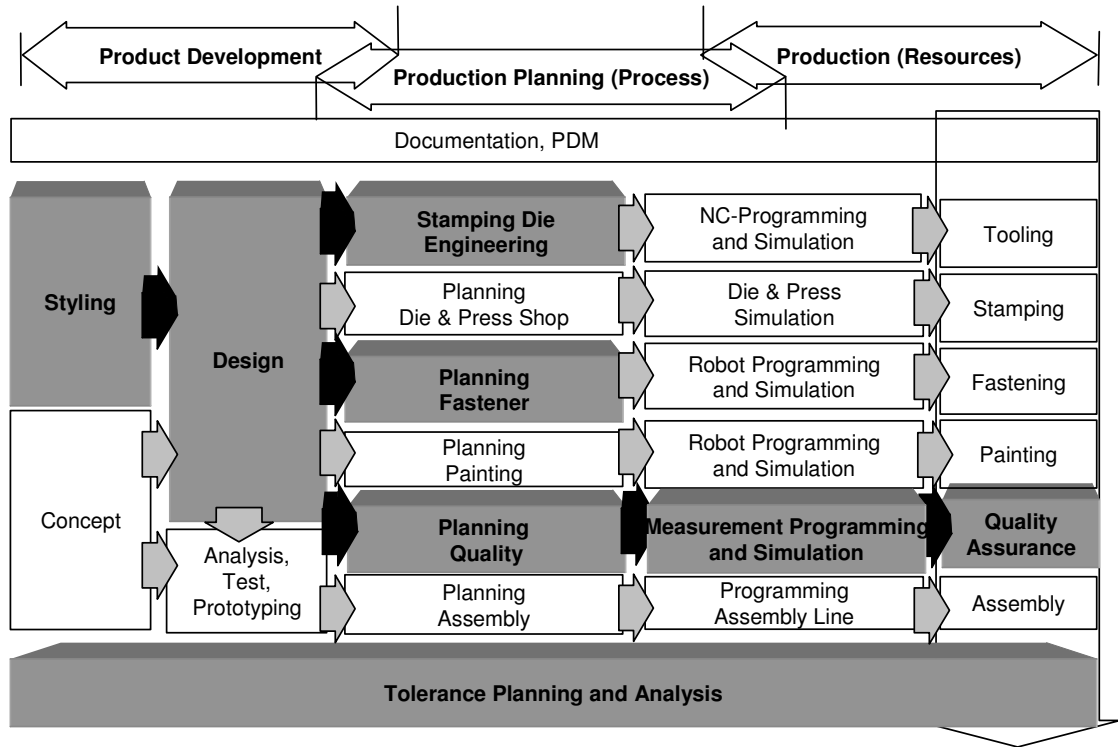 Product Development
Production Planning (Process)
Production (Resources)
Documentation, PDM
Styling
Concept
Design
Analysis,
Test,
Prototyping
Stamping Die
Engineering
NC-Programming
and Simulation
Tooling
Planning
Die & Press Shop
Die & Press
Simulation
Stamping
Planning
Fastener
Robot Programming
and Simulation
Fastening
Planning
Painting
Robot Programming
and Simulation
Painting
Planning
Quality
Measurement Programming
and Simulation
Quality
Assurance
Planning
Assembly
Programming
Assembly Line
Assembly
Tolerance Planning and Analysis